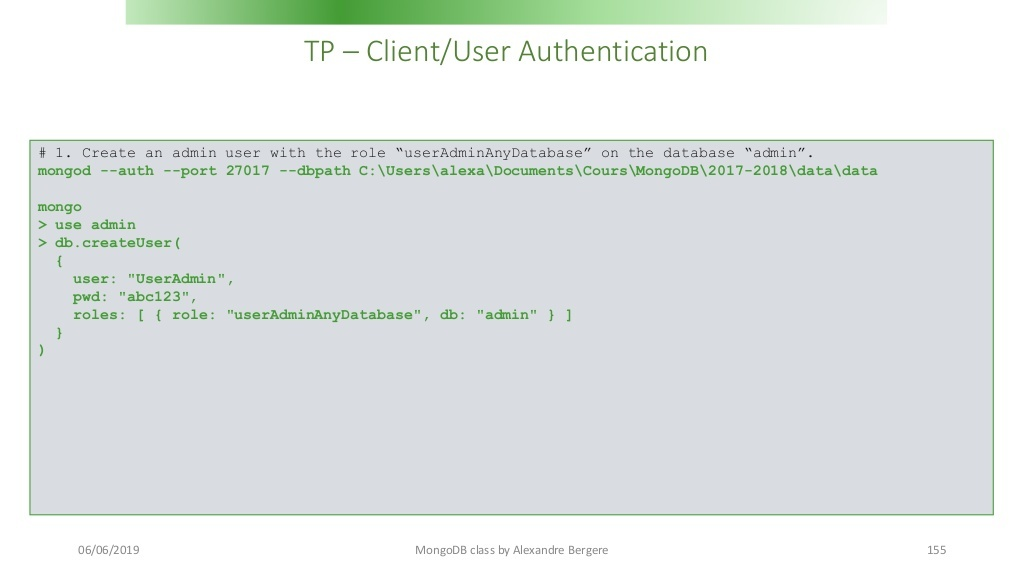 TP – Client/User Authentication
# 1. Create an admin user with the role “userAdminAnyDatabase” on the database “admin”.
mongod --auth --port 27017 --dbpath C:\Users\alexa\Documents\Cours\MongoDB\2017-2018\data\data
mongo
> use admin
> db.createUser(
{
user: "UserAdmin",
pwd: "abc123",
roles: [ { role: "userAdminAnyDatabase", db: "admin" } ]
}
)
06/06/2019
MongoDB class by Alexandre Bergere
155